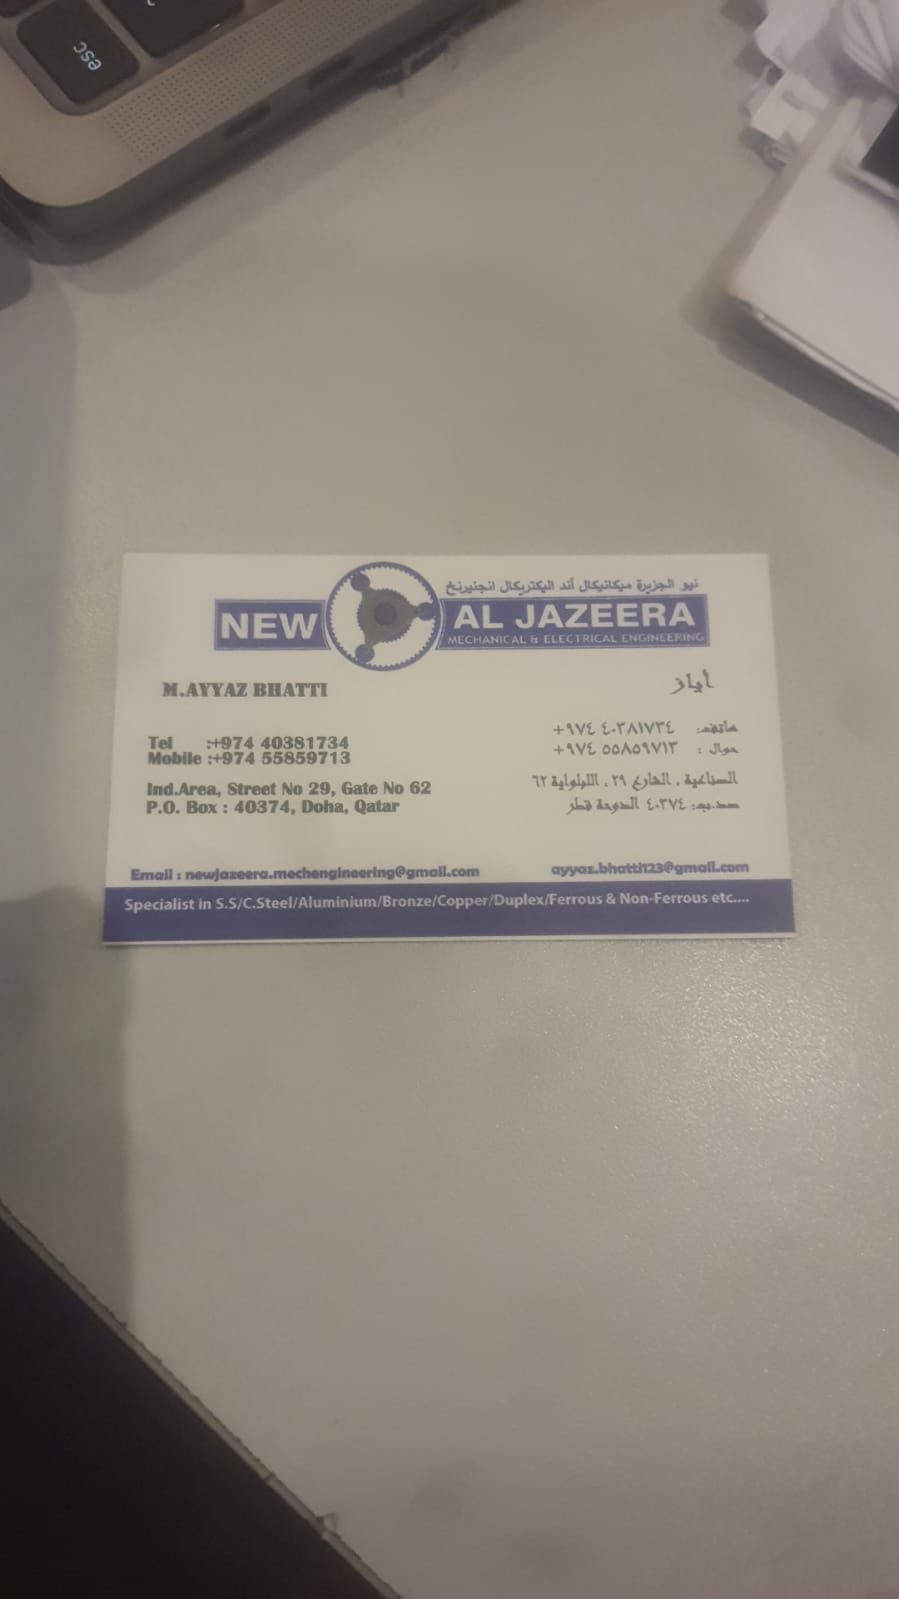 esc
نيو الجزيرة ميكانيكال أند اليكتريكال انجنيرنخ
NEW AL JAZEERA
MECHANICAL & ELECTRICAL ENGINEERING
M.AYYAZ BHATTI
أياز
Tel :+974 40381734
Mobile :+974 55859713
هاتف: ٤٠٣٨١٧٣٤ ٩٧٤+
جوال : ٥٥٨٥٩٧١٣ ٩٧٤+
Ind.Area, Street No 29, Gate No 62
P.O. Box : 40374, Doha, Qatar
الصناعية ، الشارع ٢٩ ، ٦٢
ص.ب: ٤٠٣٧٤ الدوحة قطر
Email : newjazeera.mechengineering@gmail.com
ayyaz.bhatti123@gmail.com
Specialist in S.S/C.Steel/Aluminium/Bronze/Copper/Duplex/Ferrous & Non-Ferrous etc....